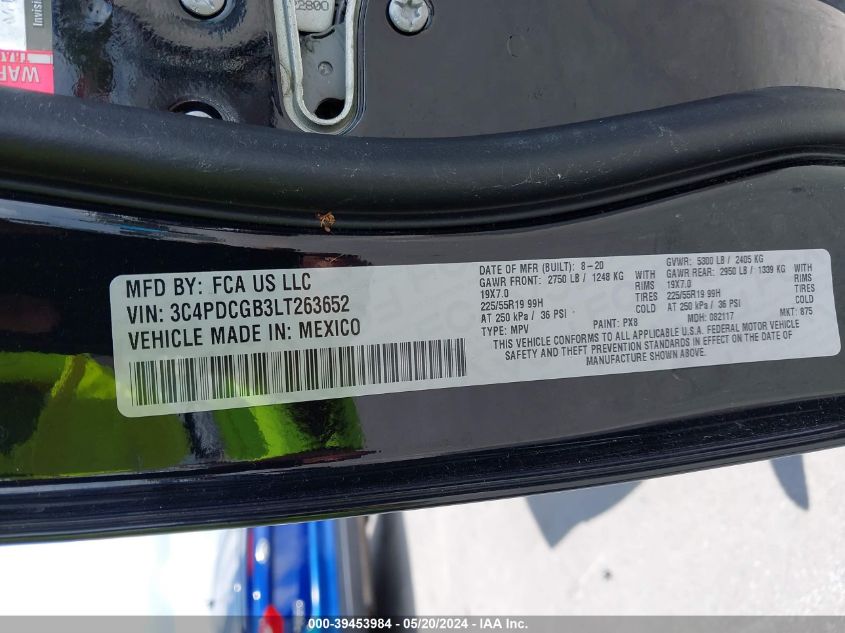 22800
Invisi
WAR
MFD BY: FCA US LLC
VIN: 3C4PDCGB3LT263652
VEHICLE MADE IN: MEXICO
DATE OF MFR (BUILT): 8-20
GVWR: 5300 LB / 2405 KG
GAWR FRONT: 2750 LB / 1248 KG
GAWR REAR: 2950 LB / 1339 KG
19X7.0 RIMS
19X7.0 RIMS
225/55R19 99H TIRES
225/55R19 99H TIRES
AT 250 kPa / 36 PSI
AT 250 kPa / 36 PSI
TYPE: MPV PAINT: PX8 MDH: 082117 MKT: 875
THIS VEHICLE CONFORMS TO ALL APPLICABLE U.S.A. FEDERAL MOTOR VEHICLE
SAFETY AND THEFT PREVENTION STANDARDS IN EFFECT ON THE DATE OF
MANUFACTURE SHOWN ABOVE.
000-39453984 - 05/20/2024 - IAA Inc.